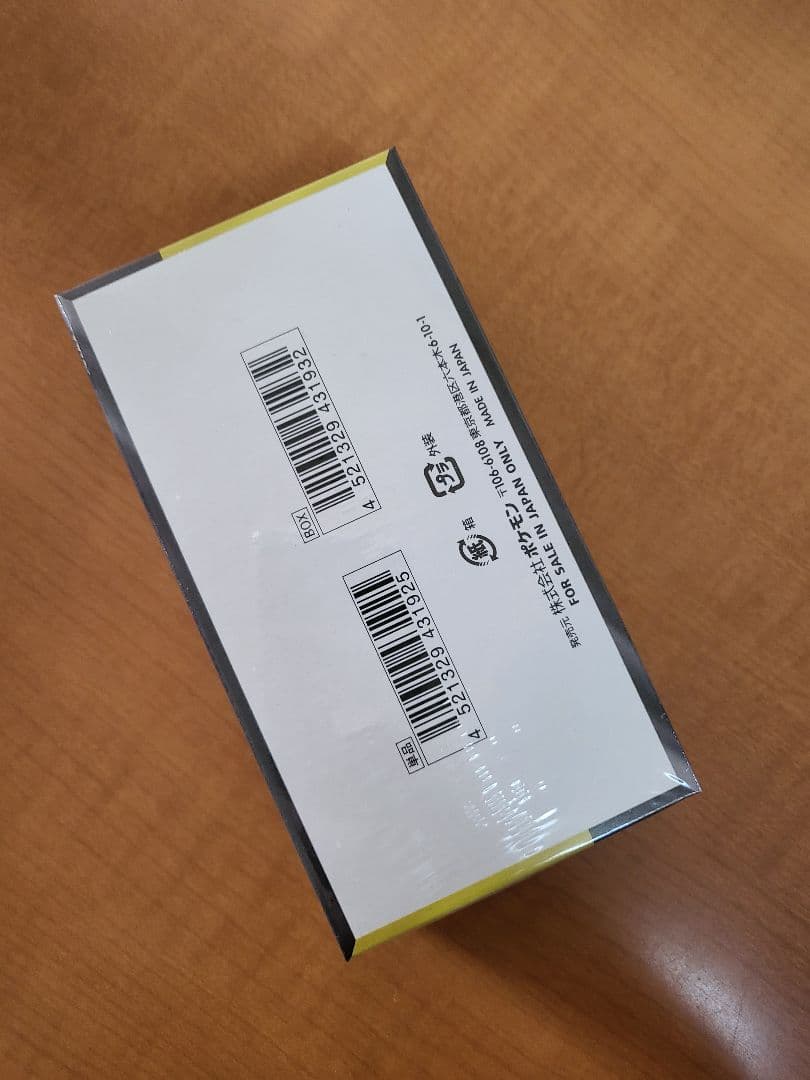 BOX
4 521329 431932
単品
4 521329 431925
紙 箱
プラ 外装
発売元 株式会社ポケモン 〒106-6108 東京都港区六本木6-10-1
FOR SALE IN JAPAN ONLY MADE IN JAPAN